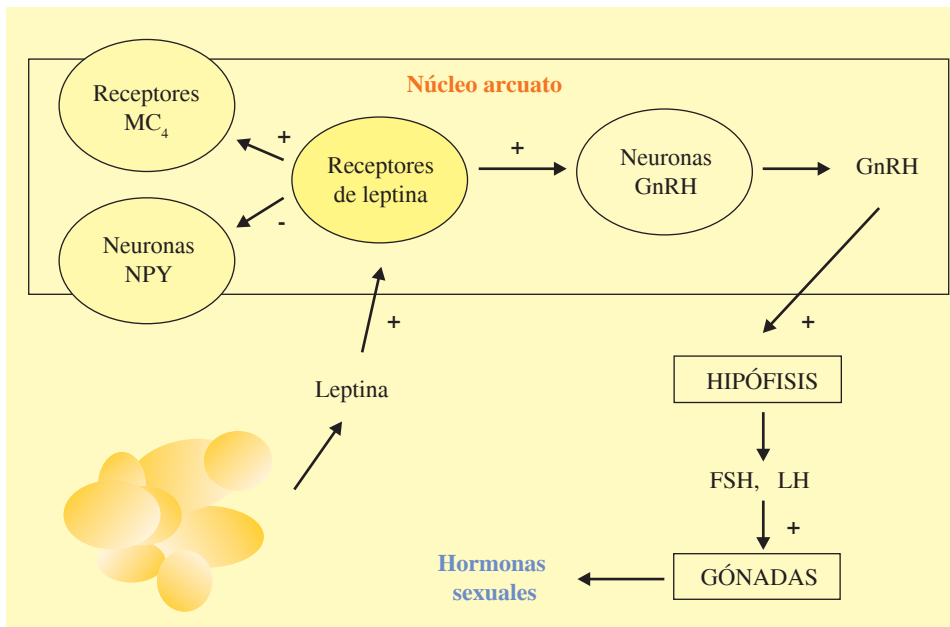 Núcleo arcuato
Receptores
MC4
+
Receptores
de leptina
+
Neuronas
GnRH
GnRH
-
Neuronas
NPY
+
+
Leptina
HIPÓFISIS
FSH, LH
+
Hormonas
sexuales
GÓNADAS